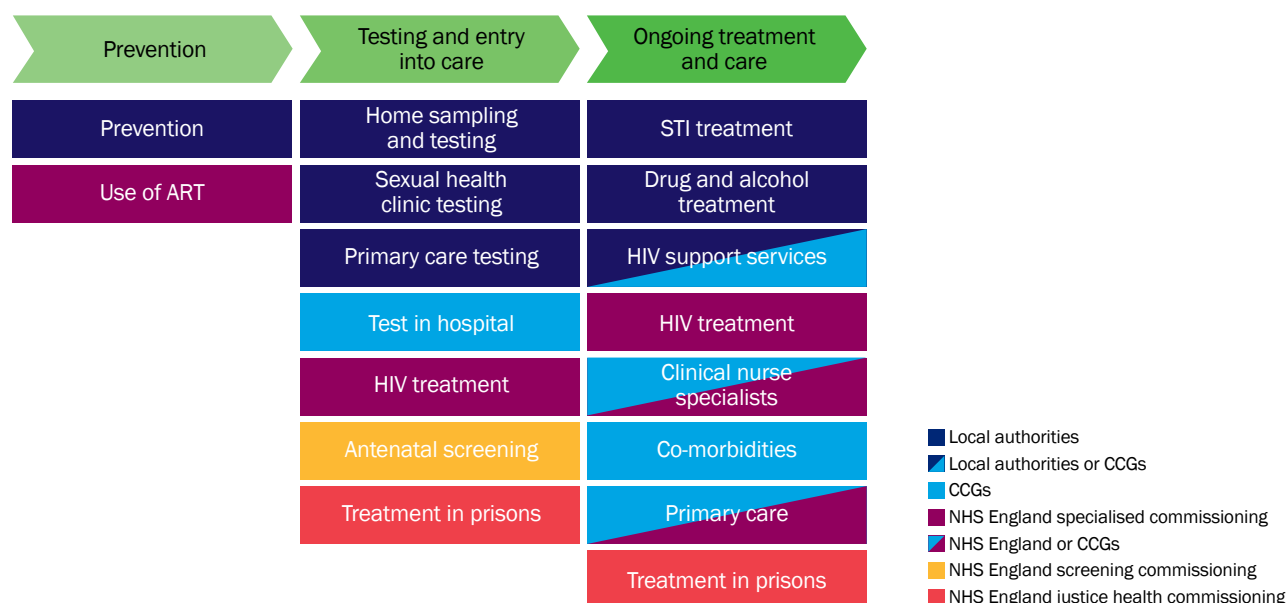 Prevention
Testing and entry
into care
Ongoing treatment
and care
Prevention
Home sampling
and testing
STI treatment
Use of ART
Sexual health
clinic testing
Drug and alcohol
treatment
Primary care testing
HIV support services
Test in hospital
HIV treatment
HIV treatment
Clinical nurse
specialists
Antenatal screening
Co-morbidities
Treatment in prisons
Primary care
Treatment in prisons
Local authorities
Local authorities or CCGs
CCGs
NHS England specialised commissioning
NHS England or CCGs
NHS England screening commissioning
NHS England justice health commissioning